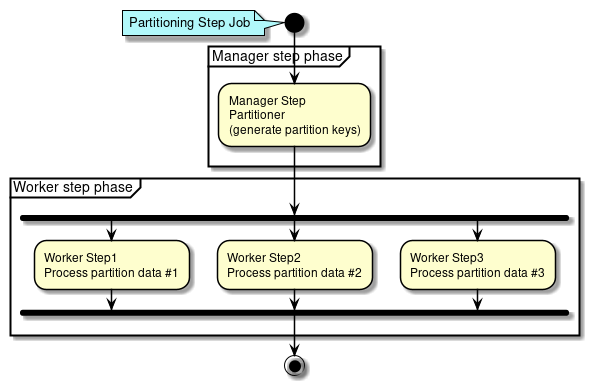 Partitioning Step Job
Manager step phase
Manager Step
Partitioner
(generate partition keys)
Worker step phase
Worker Step1
Process partition data #1
Worker Step2
Process partition data #2
Worker Step3
Process partition data #3